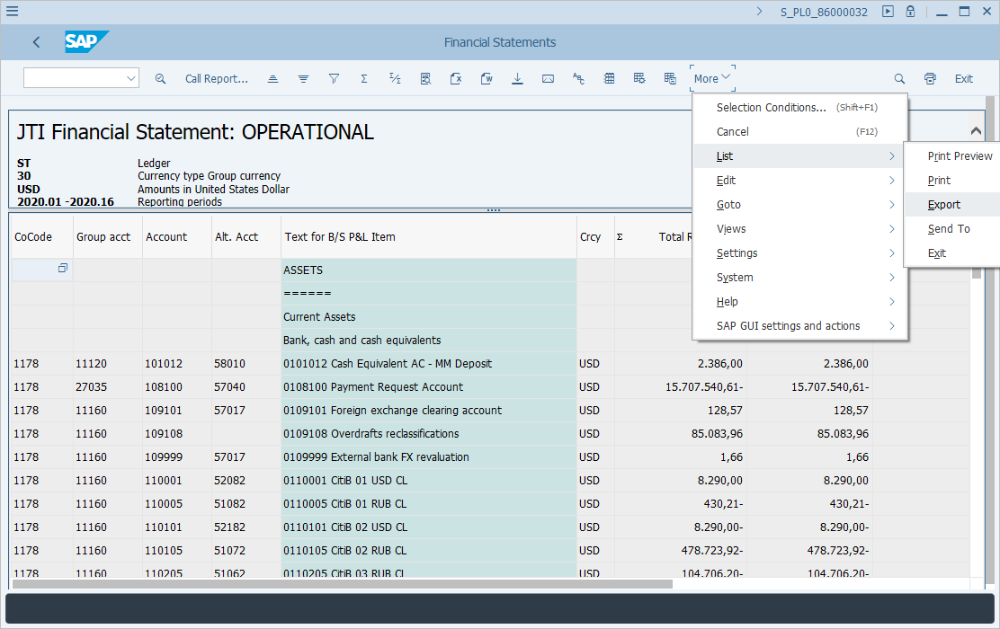 S_PL0_86000032
SAP
Financial Statements
Call Report...
More
Exit
Selection Conditions... (Shift+F1)
Cancel (F12)
List
Edit
Goto
Views
Settings
System
Help
SAP GUI settings and actions
Print Preview
Print
Export
Send To
Exit
JTI Financial Statement: OPERATIONAL
ST Ledger
30 Currency type Group currency
USD Amounts in United States Dollar
2020.01 -2020.16 Reporting periods
CoCode Group acct Account Alt. Acct Text for B/S P&L Item Crcy Σ Total R
ASSETS
======
Current Assets
Bank, cash and cash equivalents
1178 11120 101012 58010 0101012 Cash Equivalent AC - MM Deposit USD 2.386,00 2.386,00
1178 27035 108100 57040 0108100 Payment Request Account USD 15.707.540,61- 15.707.540,61-
1178 11160 109101 57017 0109101 Foreign exchange clearing account USD 128,57 128,57
1178 11160 109108 0109108 Overdrafts reclassifications USD 85.083,96 85.083,96
1178 11160 109999 57017 0109999 External bank FX revaluation USD 1,66 1,66
1178 11160 110001 52082 0110001 CitiB 01 USD CL USD 8.290,00 8.290,00
1178 11160 110005 51082 0110005 CitiB 01 RUB CL USD 430,21- 430,21-
1178 11160 110101 52182 0110101 CitiB 02 USD CL USD 8.290,00- 8.290,00-
1178 11160 110105 51072 0110105 CitiB 02 RUB CL USD 478.723,92- 478.723,92-
1178 11160 110205 51062 0110205 CitiB 03 RUB CL USD 104.706,20- 104.706,20-